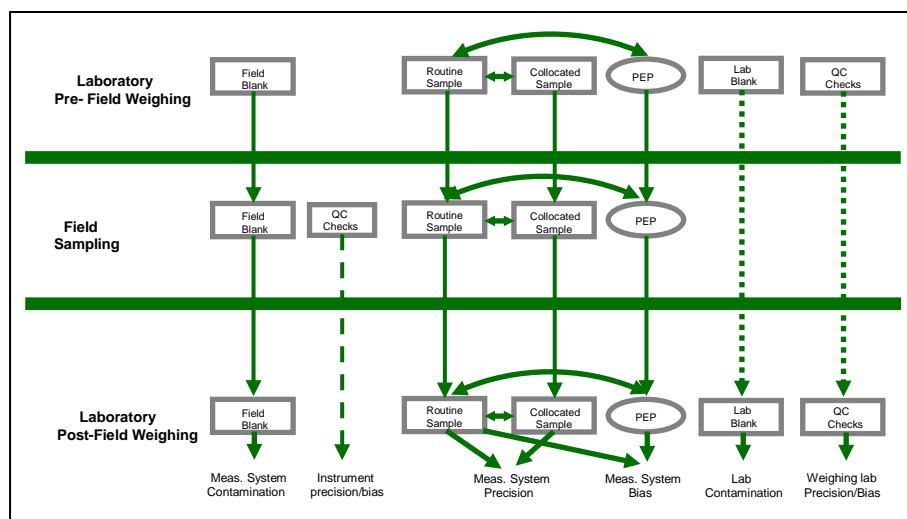 Laboratory
Pre- Field Weighing
Field
Blank
Routine
Sample
Collocated
Sample
PEP
Lab
Blank
QC
Checks
Field
Sampling
Field
Blank
QC
Checks
Routine
Sample
Collocated
Sample
PEP
Laboratory
Post-Field Weighing
Field
Blank
Routine
Sample
Collocated
Sample
PEP
Lab
Blank
QC
Checks
Meas. System
Contamination
Instrument
precision/bias
Meas. System
Precision
Meas. System
Bias
Lab
Contamination
Weighing lab
Precision/Bias